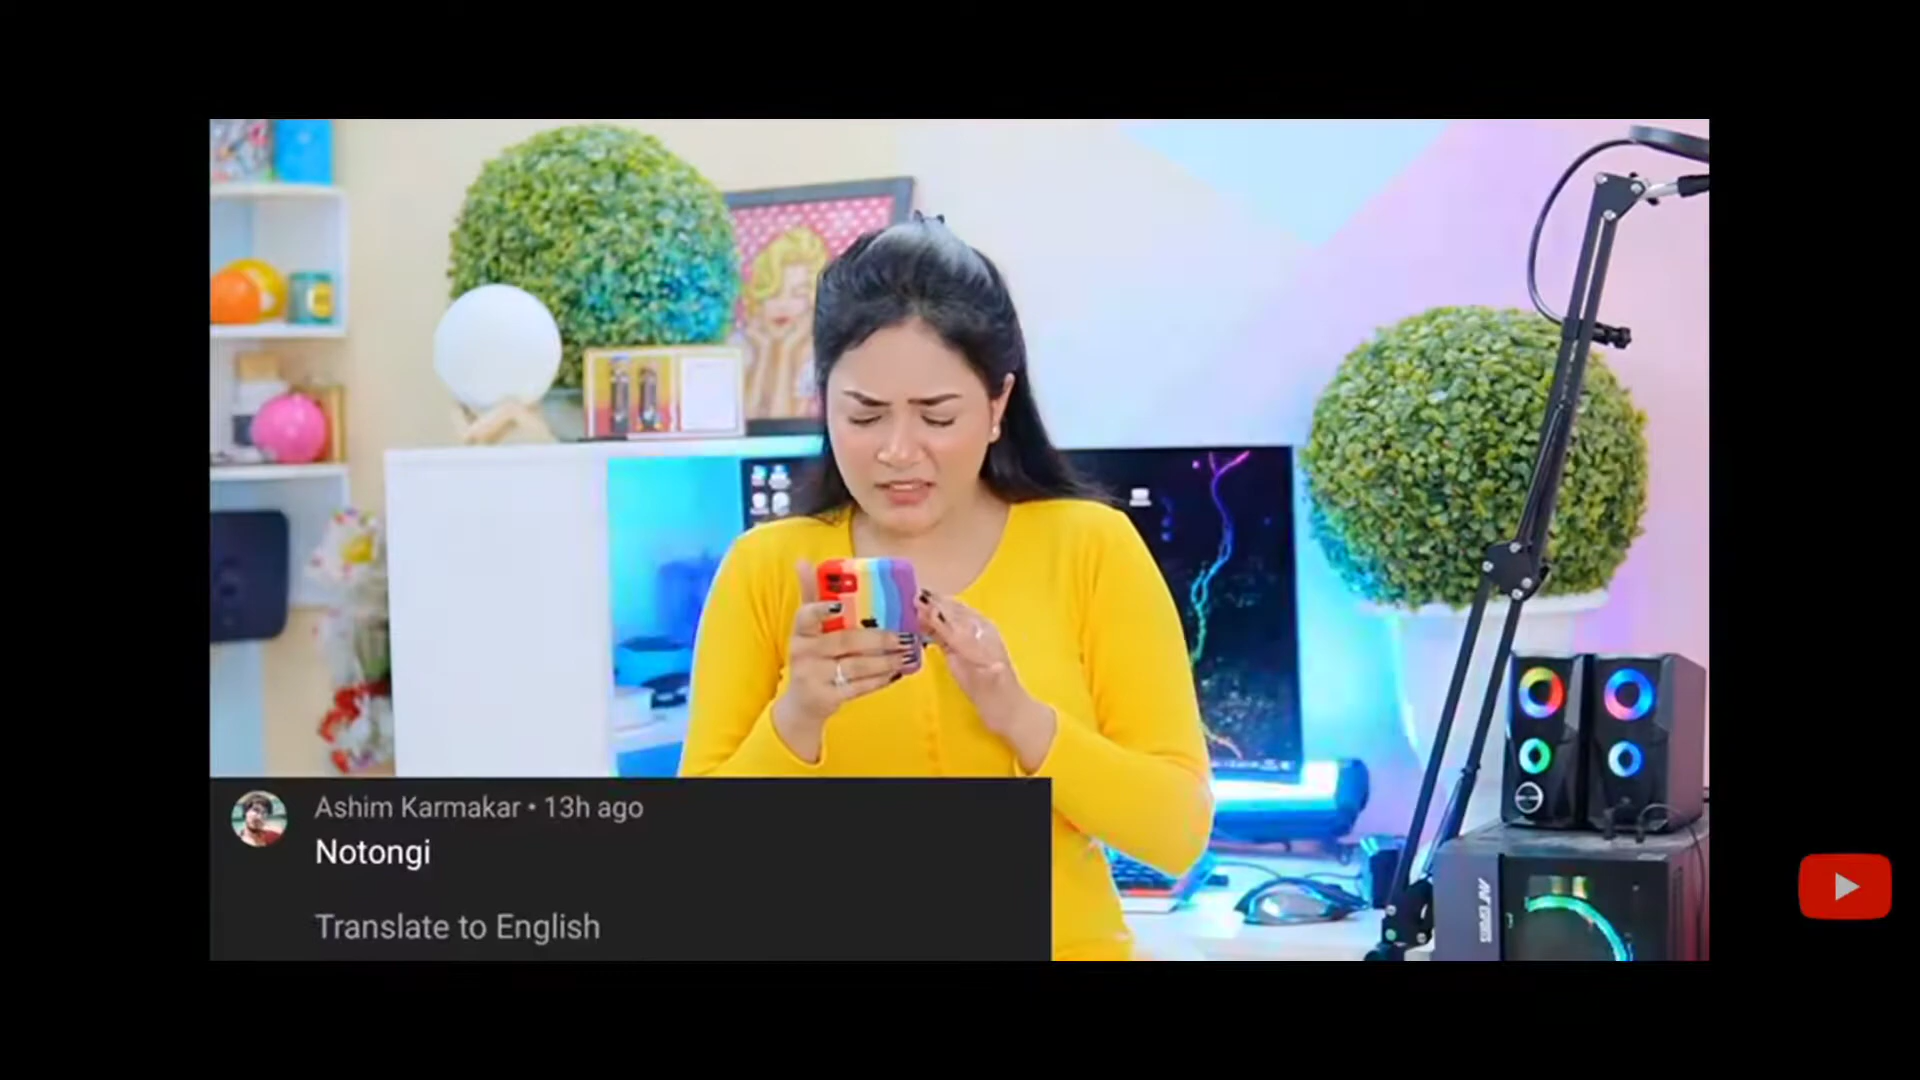 Ashim Karmakar • 13h ago
Notongi
Translate to English